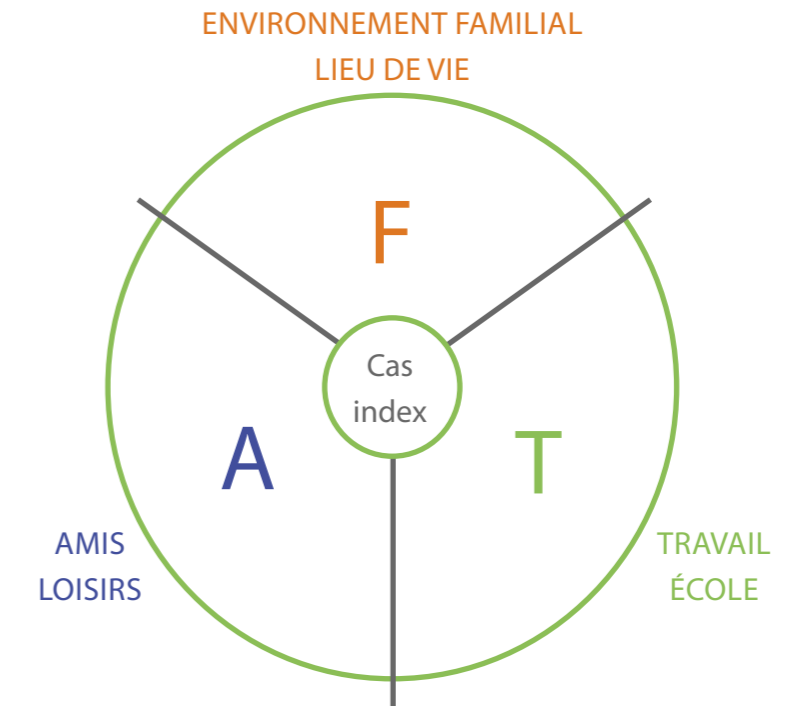 ENVIRONNEMENT FAMILIAL
LIEU DE VIE
F
Cas
index
A
T
AMIS
LOISIRS
TRAVAIL
ÉCOLE